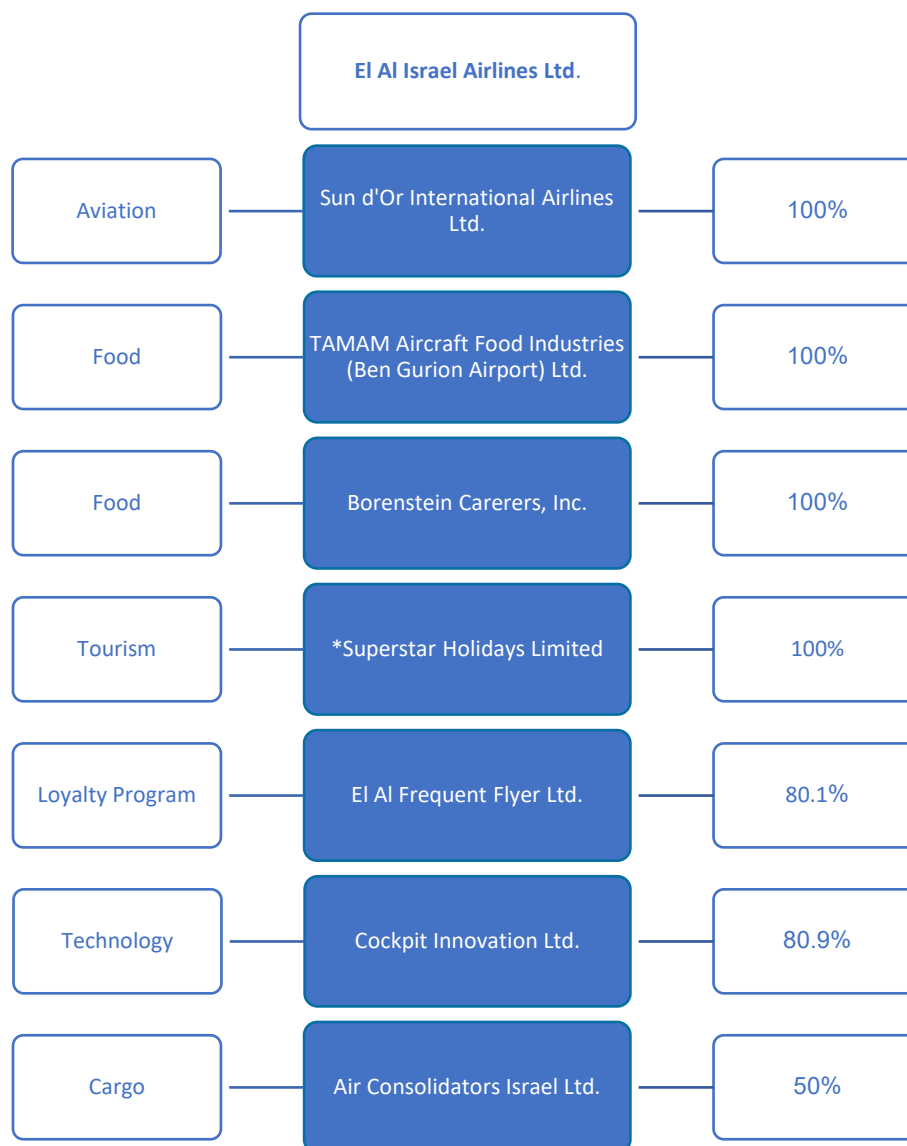 El Al Israel Airlines Ltd.
Aviation
Sun d'Or International Airlines
Ltd.
100%
Food
TAMAM Aircraft Food Industries
(Ben Gurion Airport) Ltd.
100%
Food
Borenstein Carerers, Inc.
100%
Tourism
*Superstar Holidays Limited
100%
Loyalty Program
El Al Frequent Flyer Ltd.
80.1%
Technology
Cockpit Innovation Ltd.
80.9%
Cargo
Air Consolidators Israel Ltd.
50%